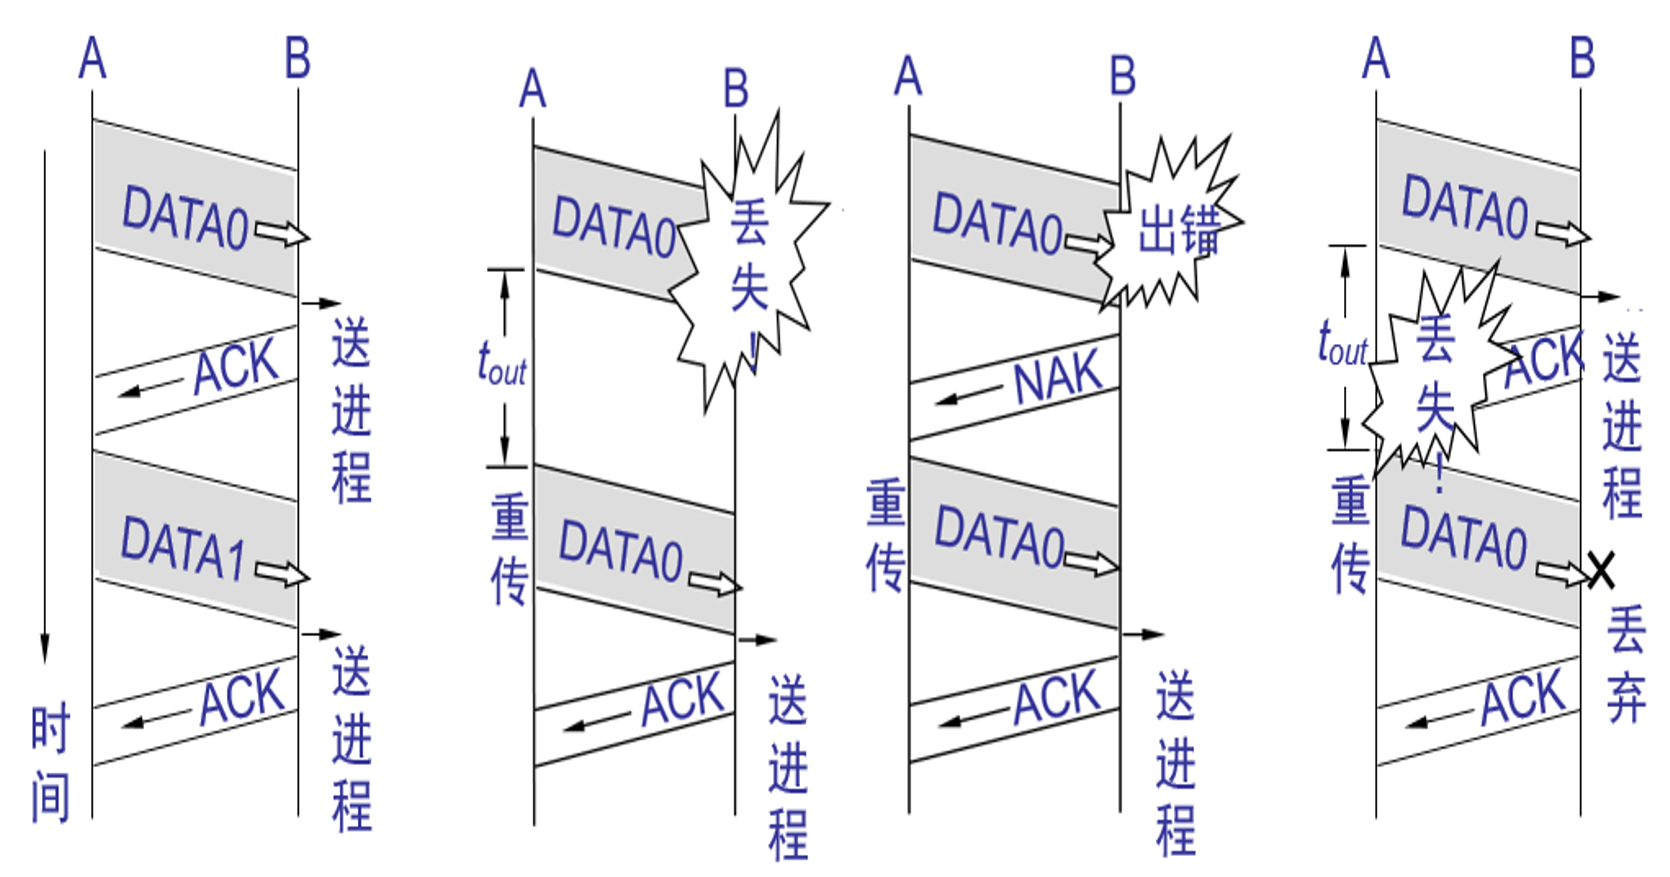 A
B
DATA0
送进程
ACK
DATA1
送进程
ACK
时间
A
B
DATA0
丢失!
tout
重传
DATA0
ACK
送进程
A
B
DATA0
出错
NAK
重传
DATA0
ACK
送进程
A
B
DATA0
tout
丢失!
ACK
送进程
重传
DATA0
丢弃
ACK